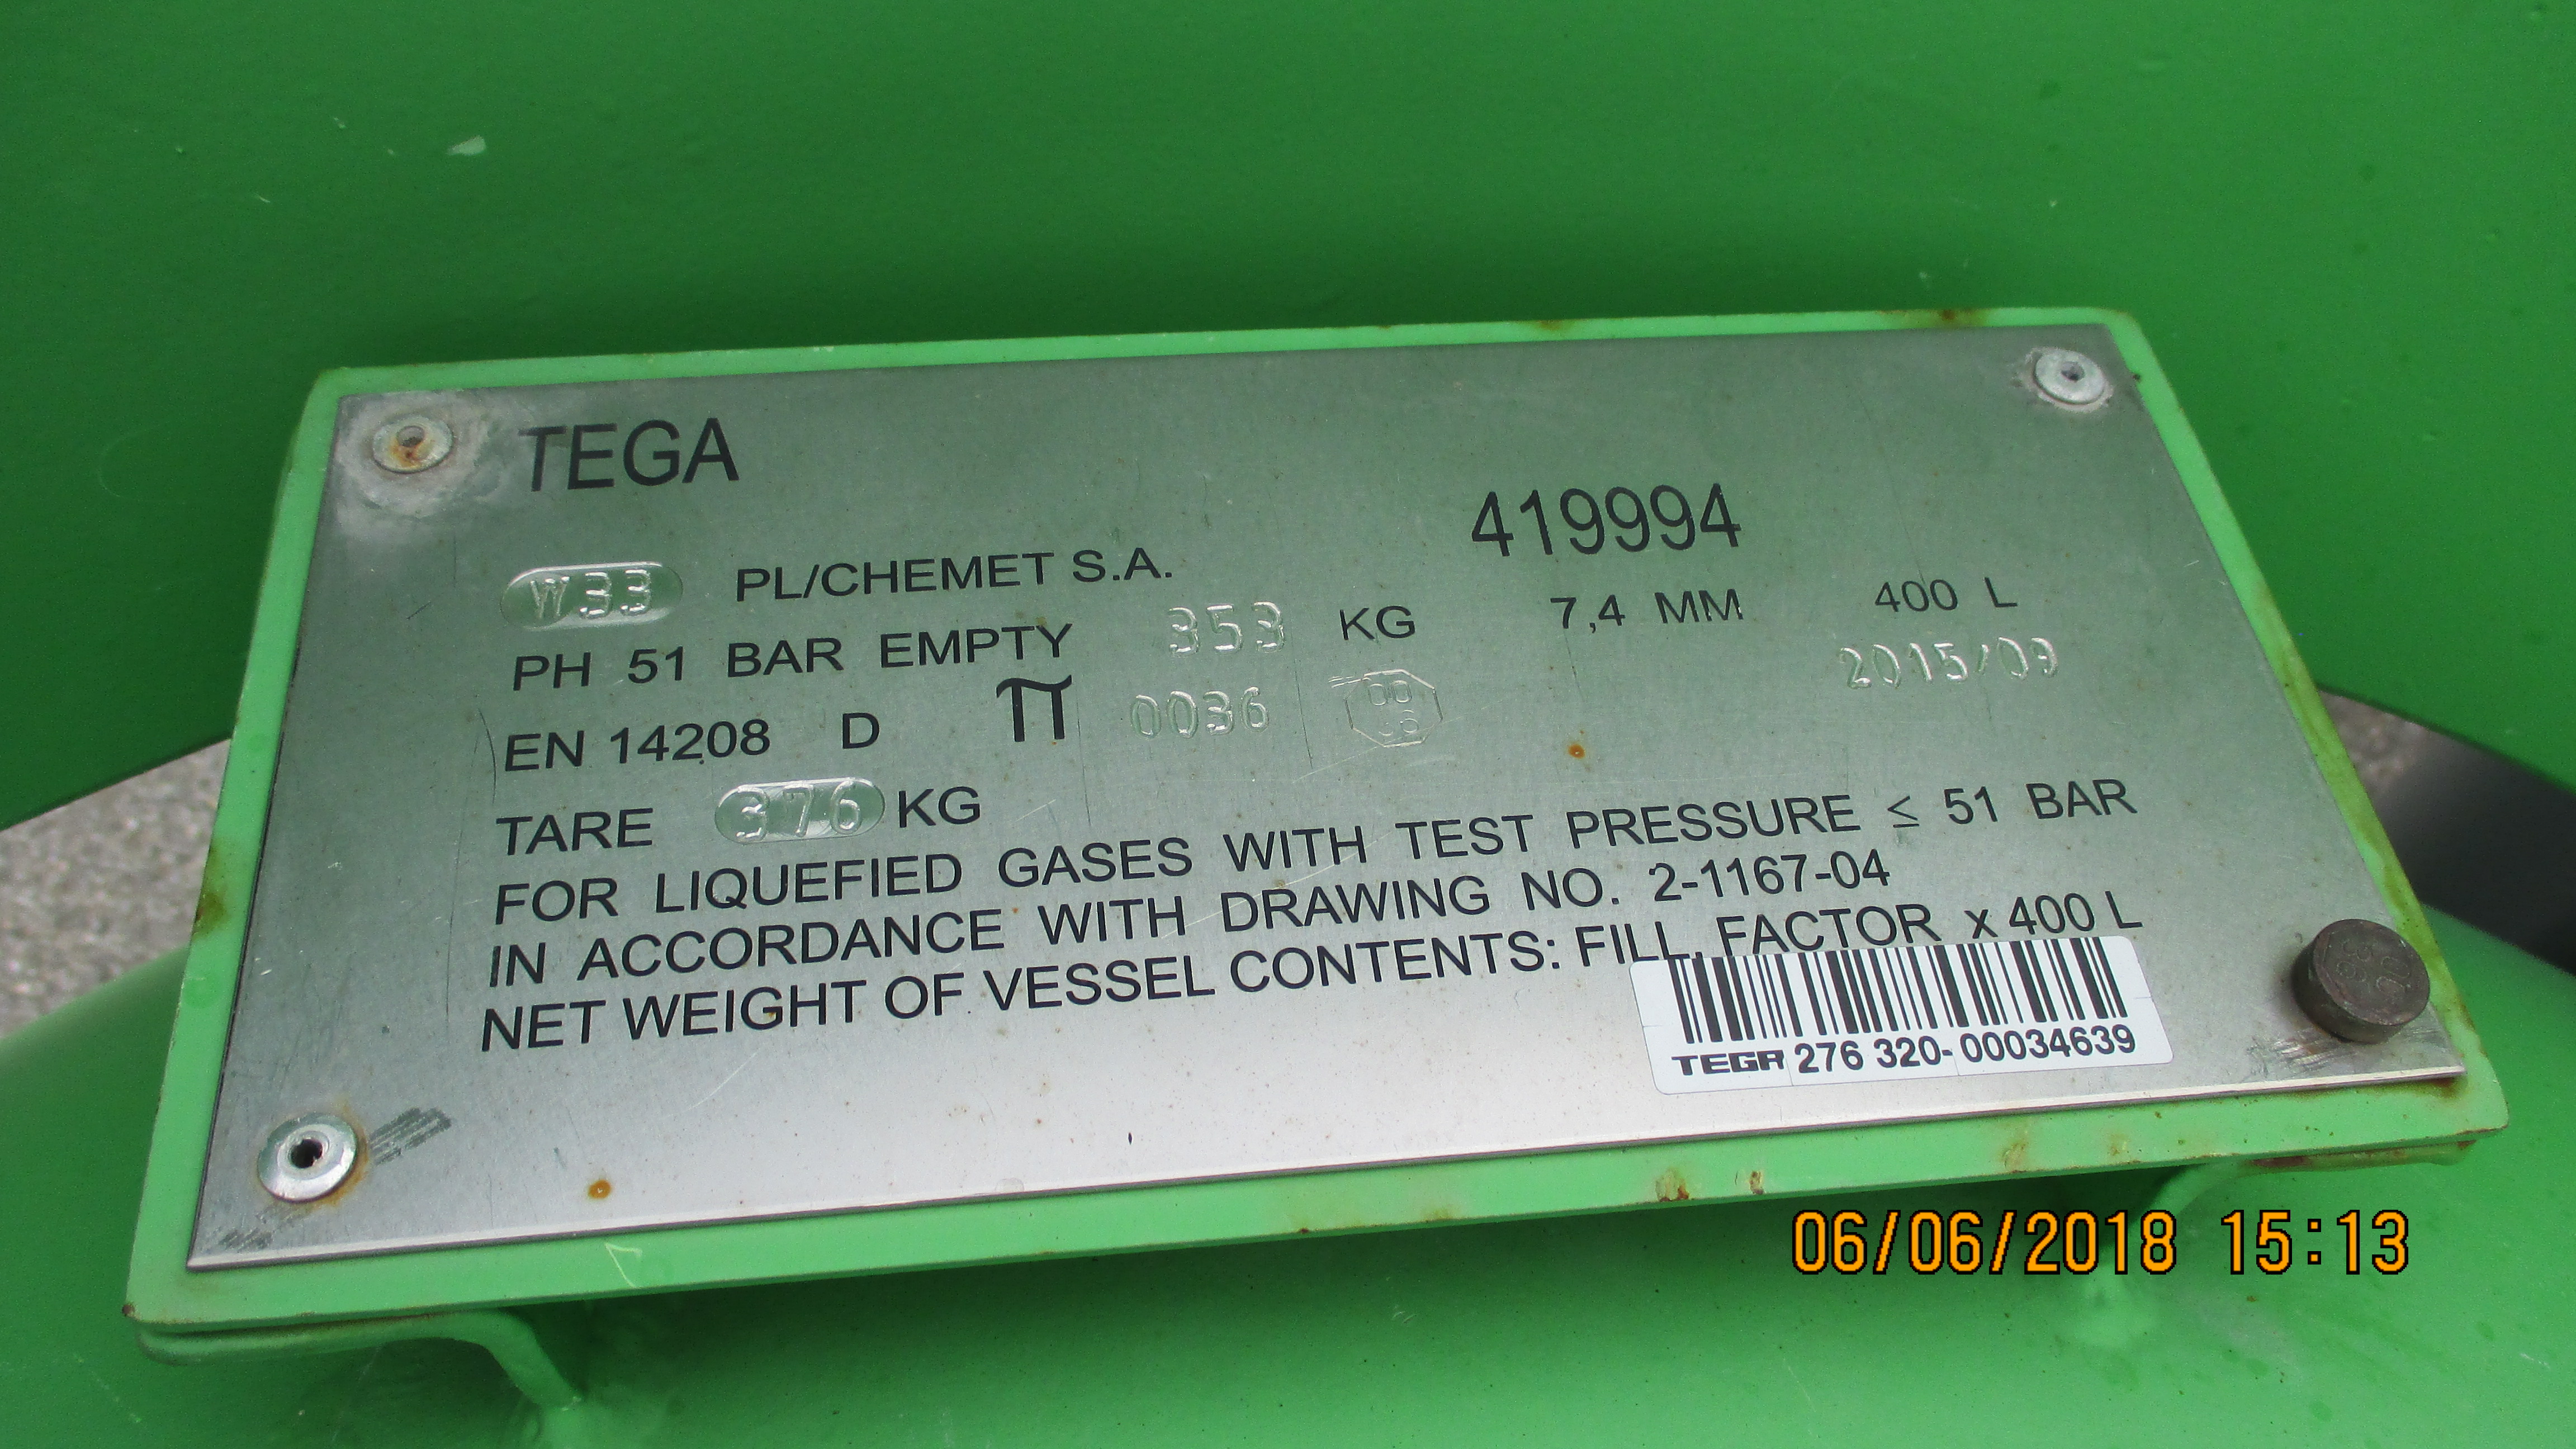 TEGA
419994
W33 PL/CHEMET S.A.
PH 51 BAR EMPTY 353 KG 7,4 MM 400 L
EN 14208 D π 0036 2015/09
TARE 376 KG
FOR LIQUEFIED GASES WITH TEST PRESSURE ≤ 51 BAR
IN ACCORDANCE WITH DRAWING NO. 2-1167-04
NET WEIGHT OF VESSEL CONTENTS: FILL. FACTOR x 400 L
TEGA 276 320-00034639
06/06/2018 15:13